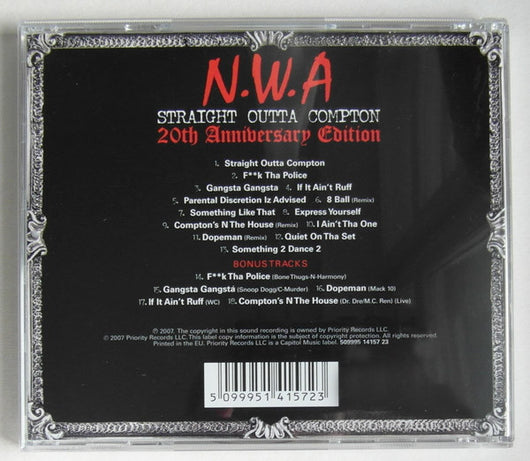 N.W.A
STRAIGHT OUTTA COMPTON
20th Anniversary Edition
1. Straight Outta Compton
2. F**k Tha Police
3. Gangsta Gangsta 4. If It Ain't Ruff
5. Parental Discretion Iz Advised 6. 8 Ball (Remix)
7. Something Like That 8. Express Yourself
9. Compton's N The House (Remix) 10. I Ain't Tha One
11. Dopeman (Remix) 12. Quiet On Tha Set
13. Something 2 Dance 2
BONUS TRACKS
14. F**k Tha Police (Bone Thugs-N-Harmony)
15. Gangsta Gangsta (Snoop Dogg/C-Murder) 16. Dopeman (Mack 10)
17. If It Ain't Ruff (WC) 18. Compton's N The House (Dr. Dre/M.C. Ren) (Live)
℗ 2007. The copyright in this sound recording is owned by Priority Records LLC.
© 2007 Priority Records LLC. This label copy information is the subject of copyright protection. All rights reserved.
Printed in the EU. Priority Records LLC is a Capitol Music label. 509995 14157 23
5 099951 415723